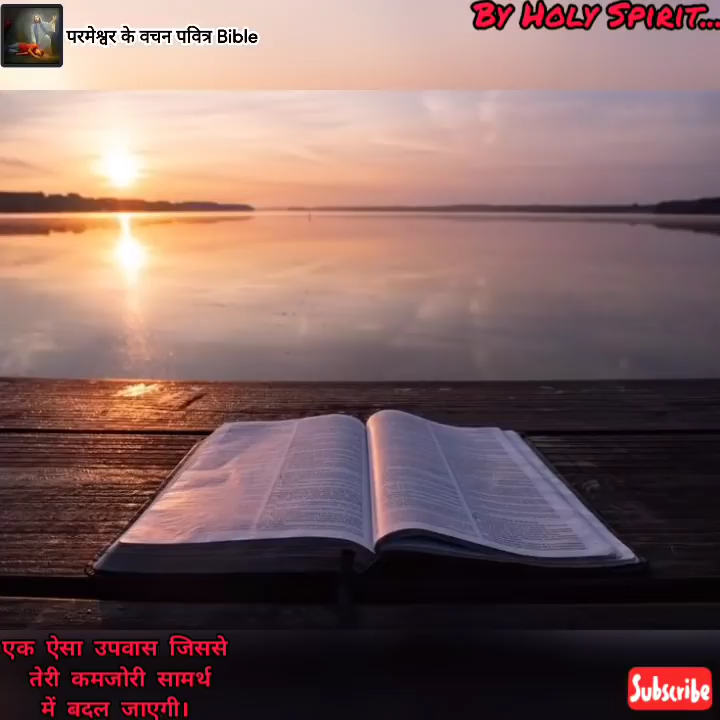 परमेश्वर के वचन पवित्र Bible
By Holy Spirit...
एक ऐसा उपवास जिससे
तेरी कमजोरी सामर्थ
में बदल जाएगी।
Subscribe